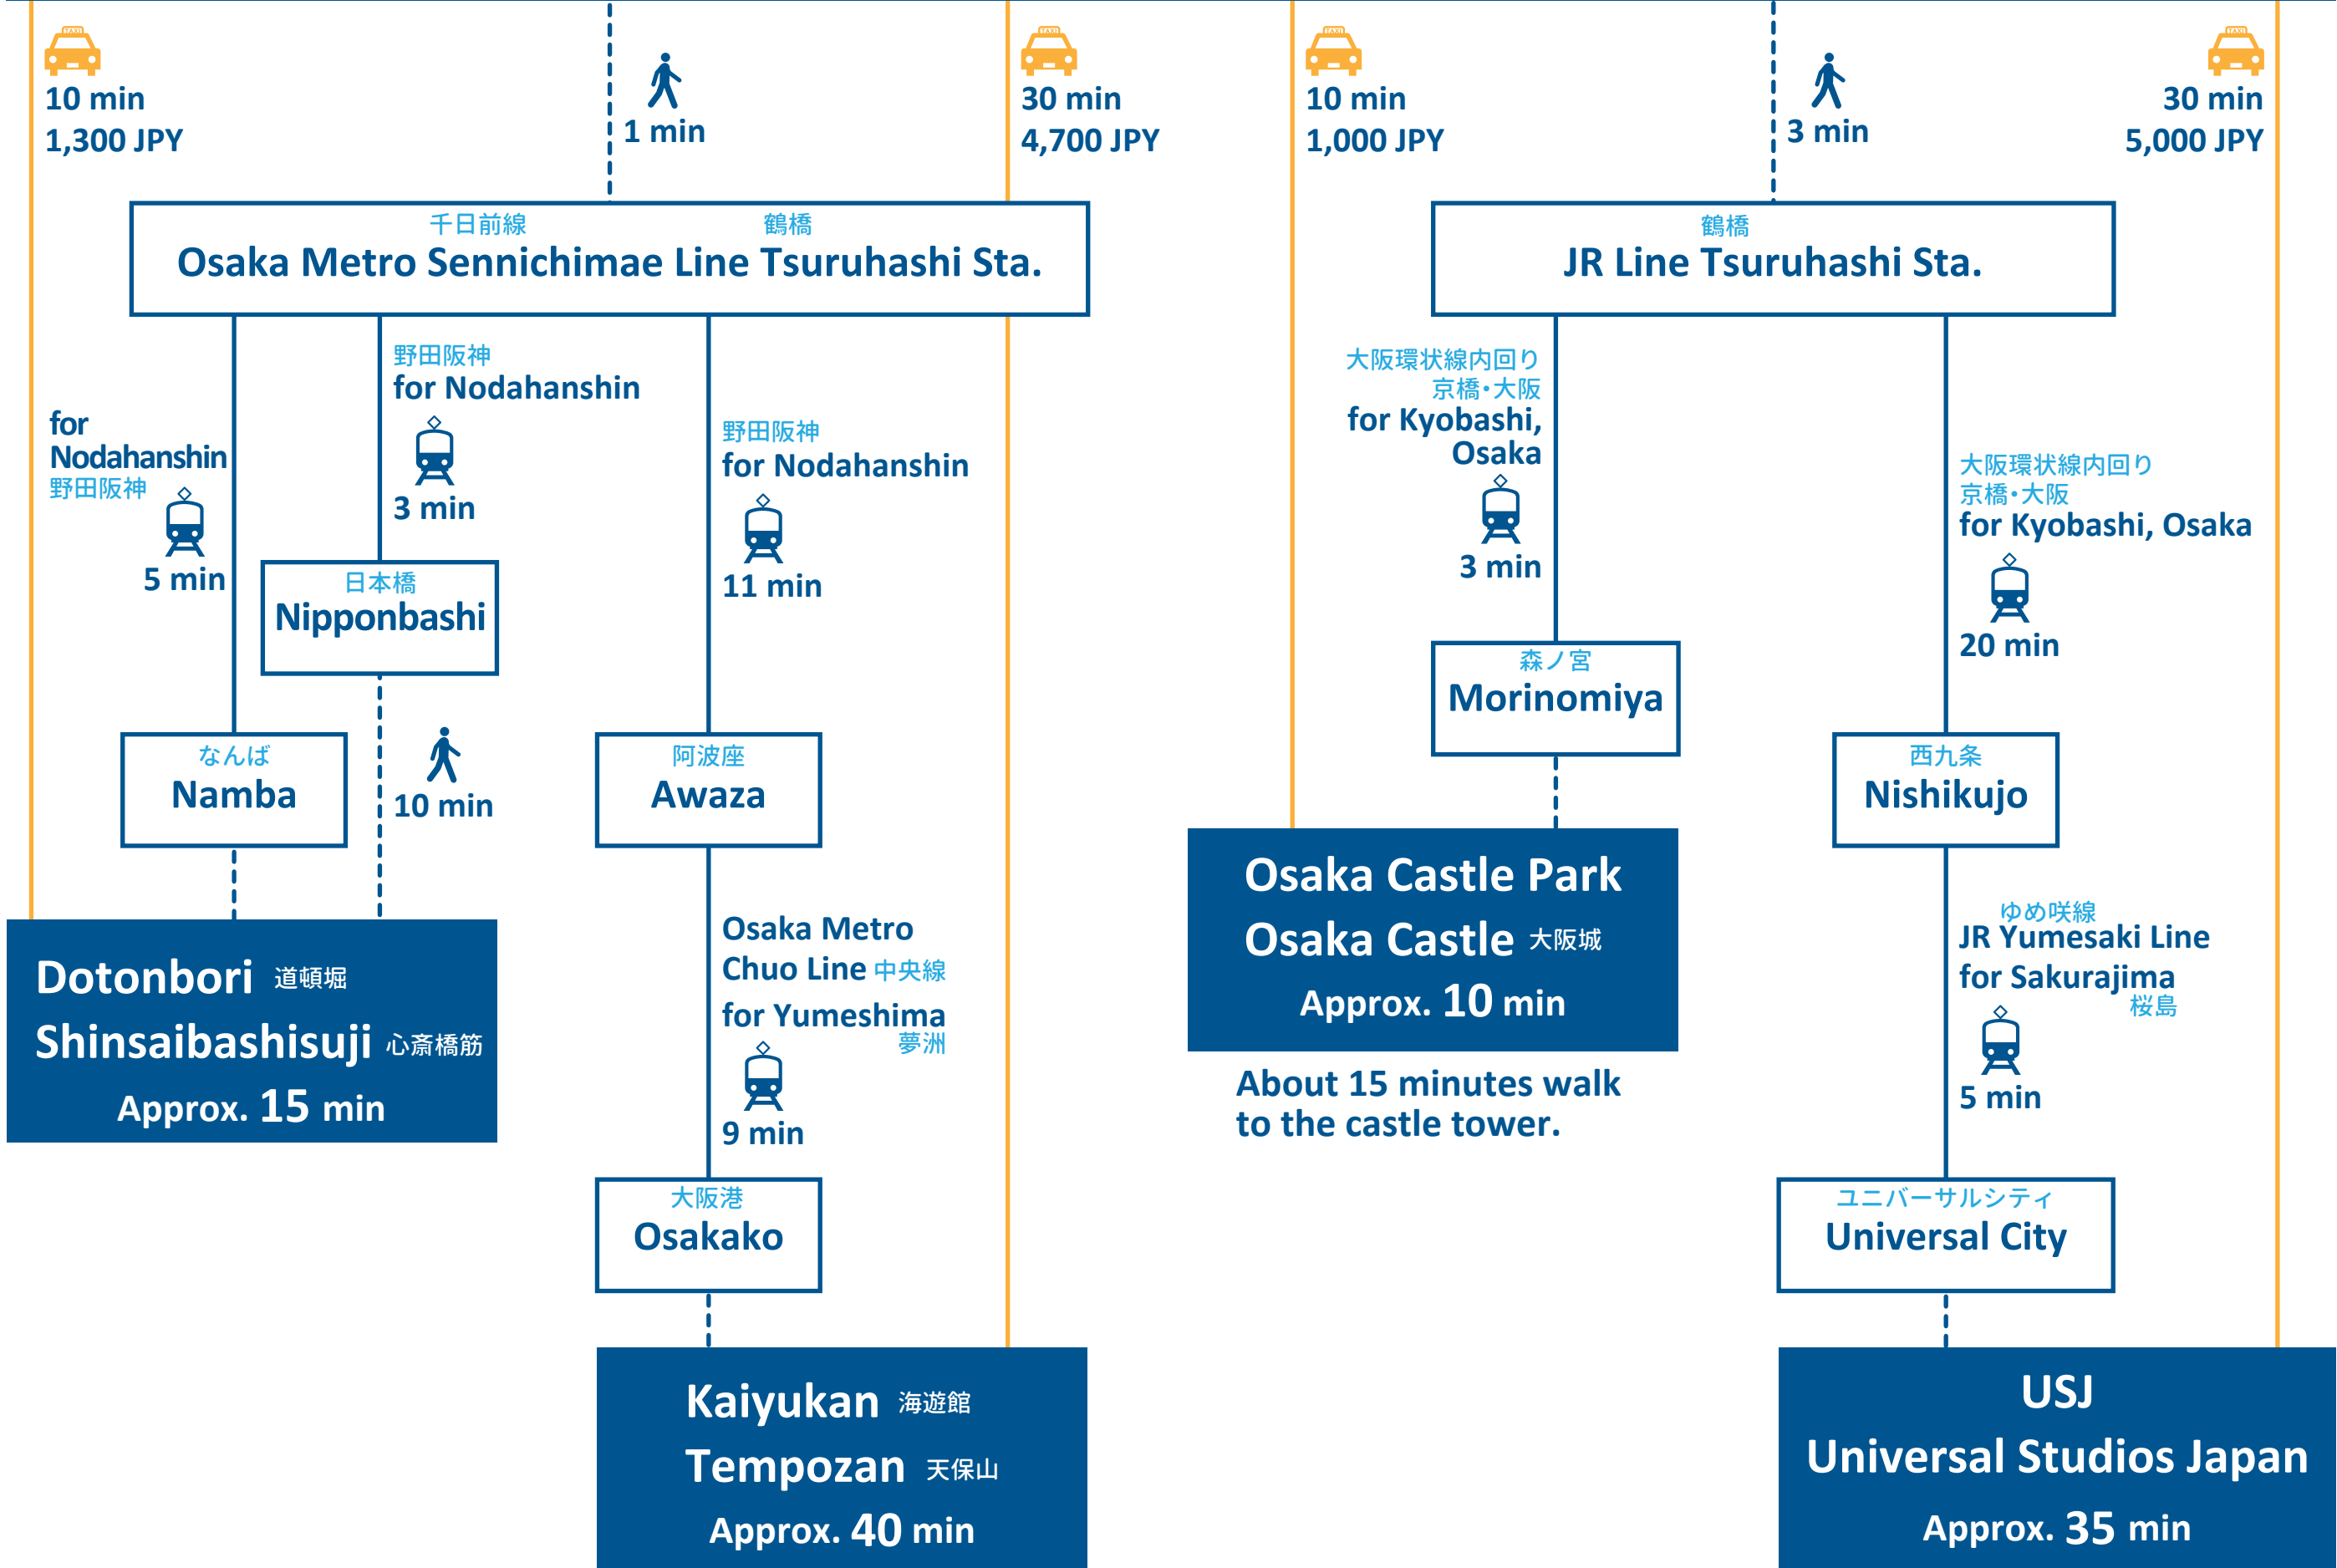 TAXI
10 min
1,300 JPY
1 min
TAXI
30 min
4,700 JPY
TAXI
10 min
1,000 JPY
3 min
TAXI
30 min
5,000 JPY
千日前線 鶴橋
Osaka Metro Sennichimae Line Tsuruhashi Sta.
for
Nodahanshin
野田阪神
5 min
野田阪神
for Nodahanshin
3 min
日本橋
Nipponbashi
10 min
なんば
Namba
Dotonbori 道頓堀
Shinsaibashisuji 心斎橋筋
Approx. 15 min
野田阪神
for Nodahanshin
11 min
阿波座
Awaza
Osaka Metro
Chuo Line 中央線
for Yumeshima
夢洲
9 min
大阪港
Osakako
Kaiyukan 海遊館
Tempozan 天保山
Approx. 40 min
鶴橋
JR Line Tsuruhashi Sta.
大阪環状線内回り
京橋・大阪
for Kyobashi,
Osaka
3 min
森ノ宮
Morinomiya
Osaka Castle Park
Osaka Castle 大阪城
Approx. 10 min
About 15 minutes walk
to the castle tower.
大阪環状線内回り
京橋・大阪
for Kyobashi, Osaka
20 min
西九条
Nishikujo
ゆめ咲線
JR Yumesaki Line
for Sakurajima
桜島
5 min
ユニバーサルシティ
Universal City
USJ
Universal Studios Japan
Approx. 35 min